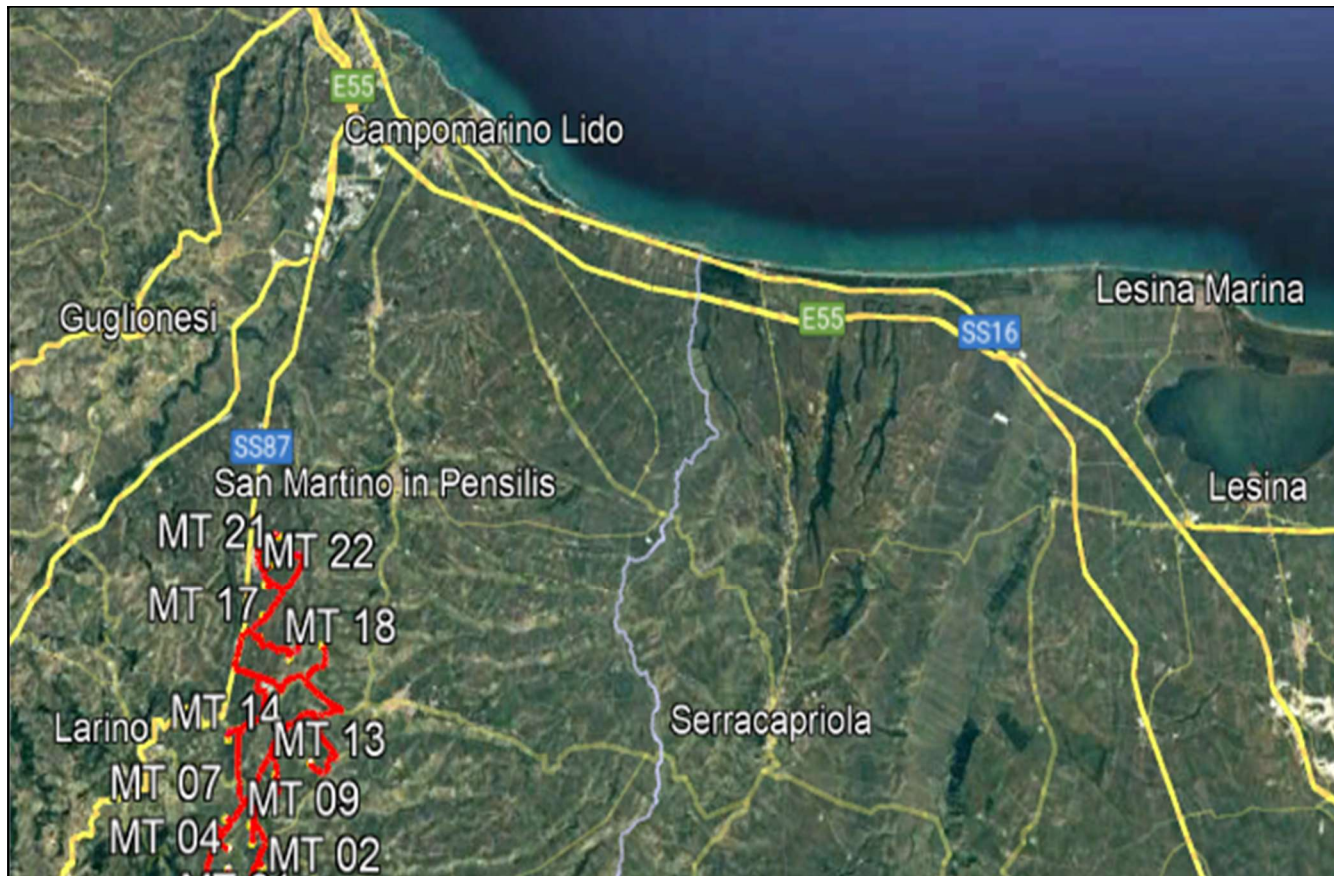 E55
Campomarino Lido
Lesina Marina
Guglionesi
E55
SS16
SS87
San Martino in Pensilis
Lesina
MT 21
MT 22
MT 17
MT 18
MT 14
Larino
Serracapriola
MT 13
MT 07
MT 09
MT 04
MT 02